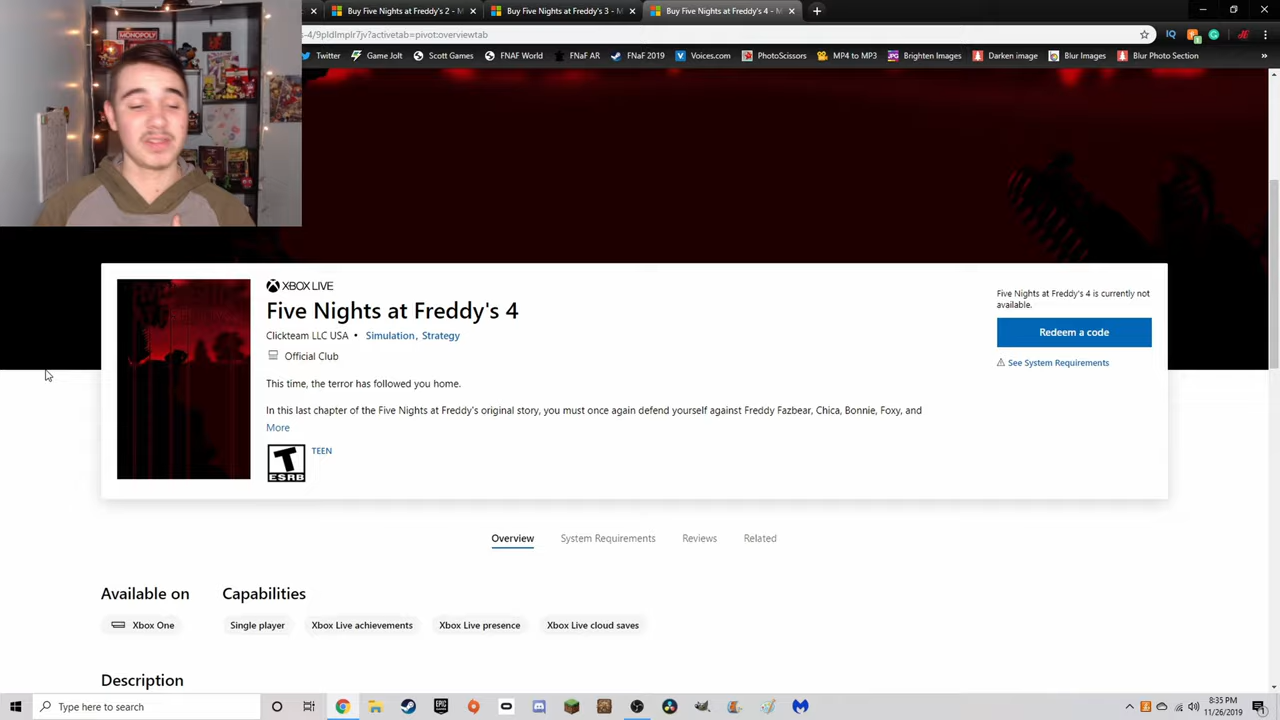 MONOPOLY
Buy Five Nights at Freddy's 2 - M
Buy Five Nights at Freddy's 3 - M
Buy Five Nights at Freddy's 4 - M
s-4/9pldlmplr7jv?activetab=pivot:overviewtab
Twitter
Game Jolt
Scott Games
FNAF World
FNAF AR
FNAF 2019
Voices.com
PhotoScissors
MP4 to MP3
Brighten Images
Darken image
Blur Images
Blur Photo Section
XBOX LIVE
Five Nights at Freddy's 4
Clickteam LLC USA • Simulation, Strategy
Official Club
This time, the terror has followed you home.
In this last chapter of the Five Nights at Freddy's original story, you must once again defend yourself against Freddy Fazbear, Chica, Bonnie, Foxy, and
More
T
ESRB
TEEN
Five Nights at Freddy's 4 is currently not
available.
Redeem a code
See System Requirements
Overview
System Requirements
Reviews
Related
Available on
Capabilities
Xbox One
Single player
Xbox Live achievements
Xbox Live presence
Xbox Live cloud saves
Description
Type here to search
8:35 PM
11/26/2019